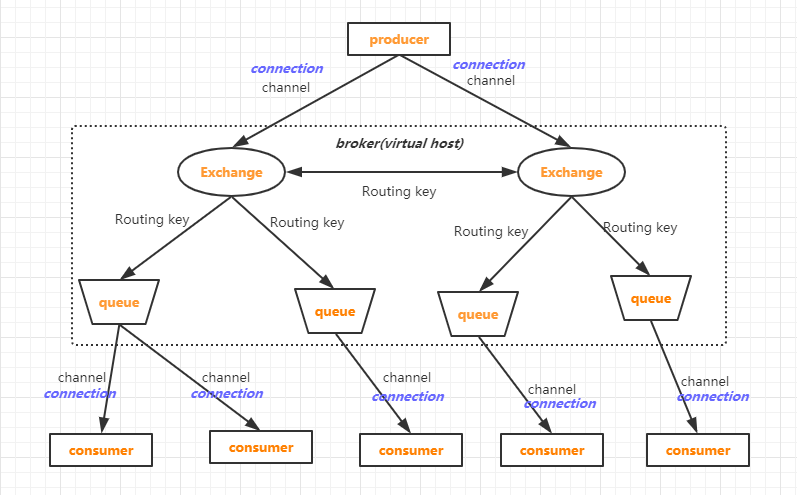 producer
connection
channel
connection
channel
broker(virtual host)
Exchange
Exchange
Routing key
Routing key
Routing key
Routing key
Routing key
queue
queue
queue
queue
channel
connection
channel
connection
channel
connection
channel
connection
channel
connection
consumer
consumer
consumer
consumer
consumer